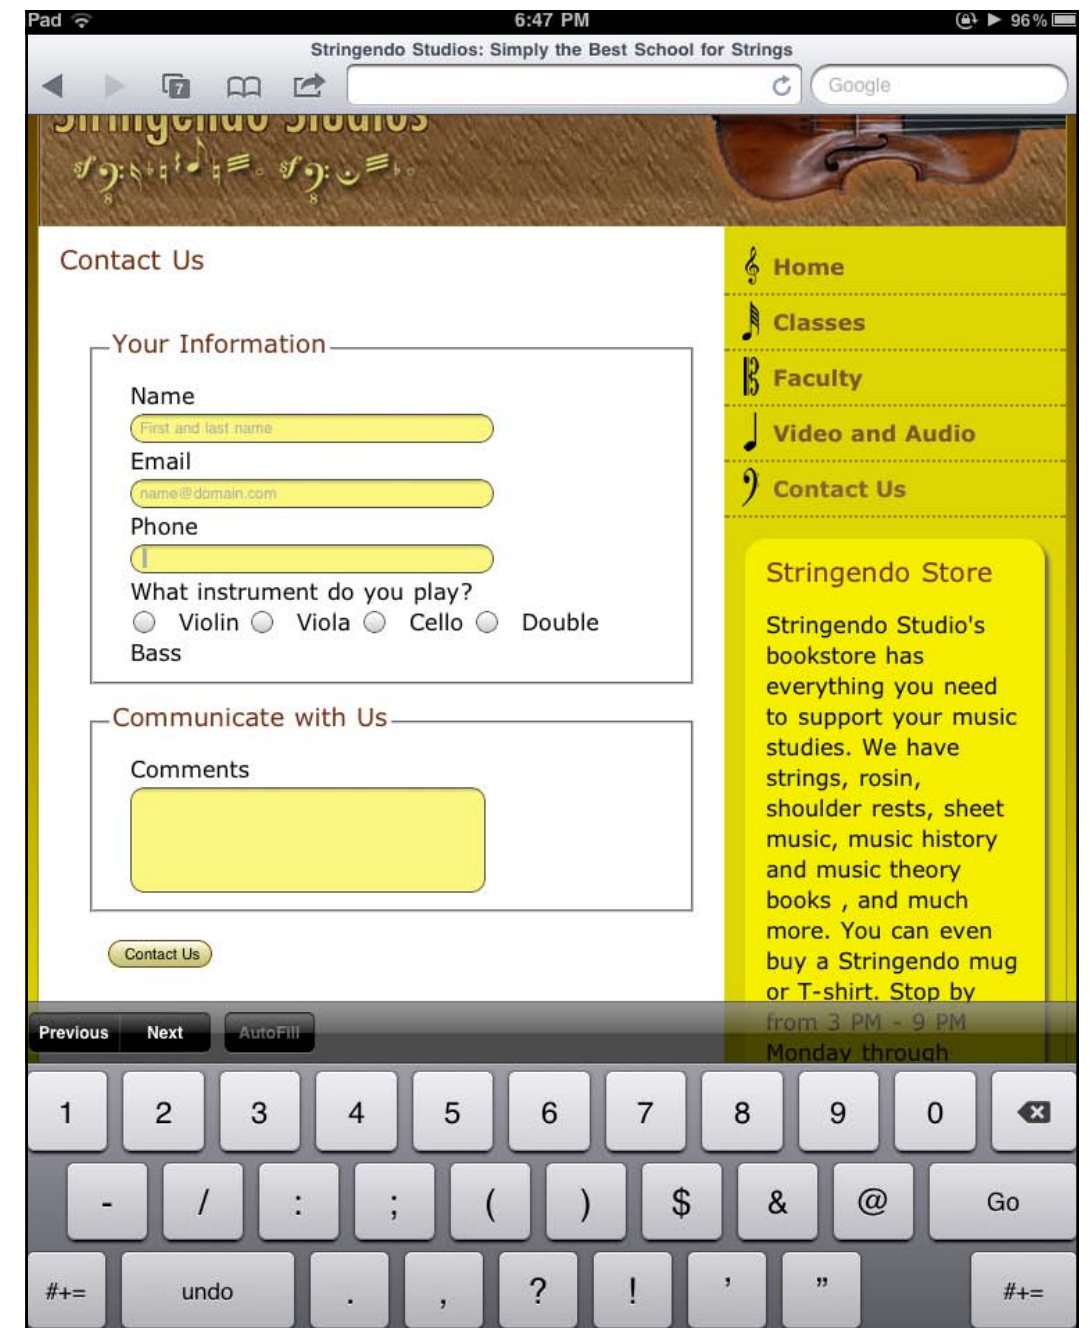 Pad 6:47 PM 96%
Stringendo Studios: Simply the Best School for Strings
7 Google
Stringendo Studios
Contact Us
Your Information
Name
First and last name
Email
name@domain.com
Phone
What instrument do you play?
Violin Viola Cello Double
Bass
Communicate with Us
Comments
Contact Us
Home
Classes
Faculty
Video and Audio
Contact Us
Stringendo Store
Stringendo Studio's
bookstore has
everything you need
to support your music
studies. We have
strings, rosin,
shoulder rests, sheet
music, music history
and music theory
books , and much
more. You can even
buy a Stringendo mug
or T-shirt. Stop by
from 3 PM - 9 PM
Monday through
Previous Next AutoFill
1 2 3 4 5 6 7 8 9 0
- / : ; ( ) $ & @ Go
#+= undo . , ? ! ' " #+=